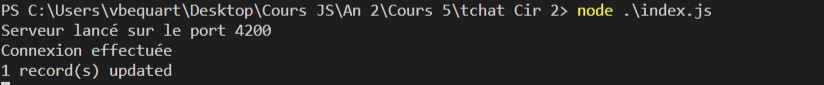 PS C:\Users\vbequart\Desktop\Cours JS\An 2\Cours 5\tchat Cir 2> node .\index.js
Serveur lancé sur le port 4200
Connexion effectuée
1 record(s) updated